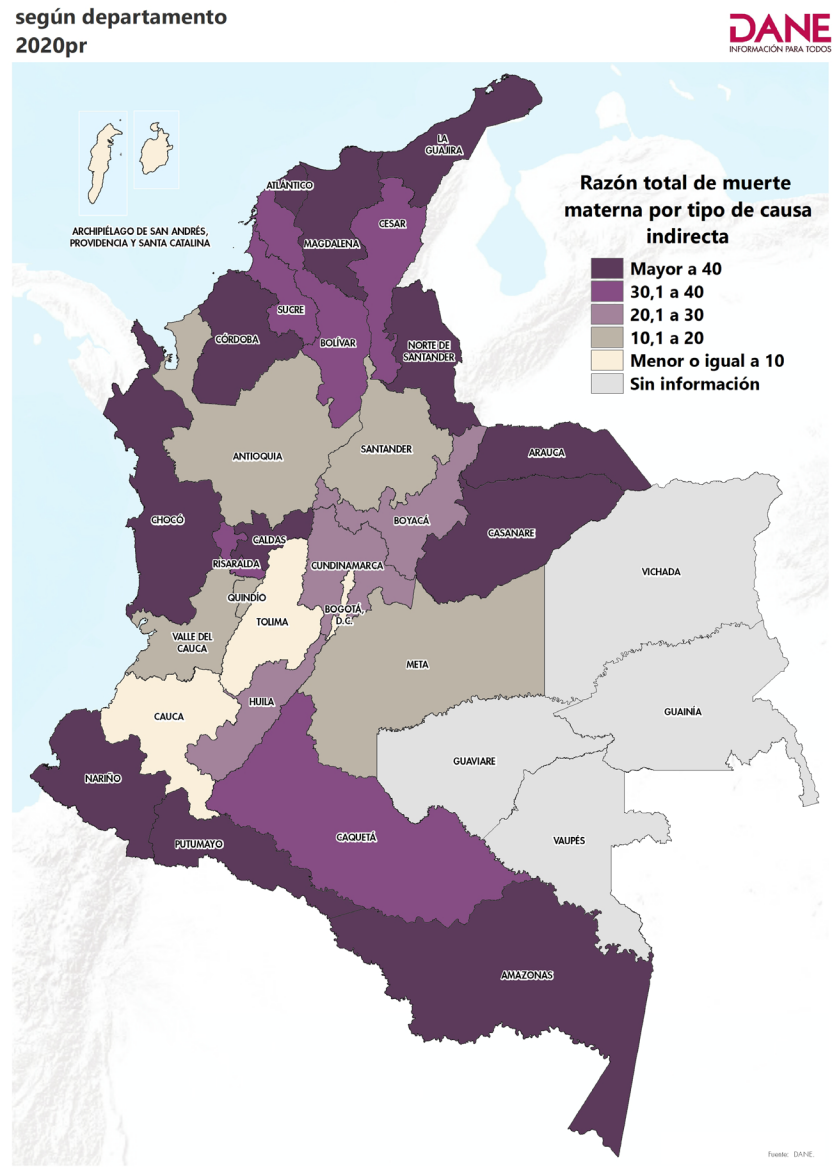 según departamento
2020pr
DANE
INFORMACIÓN PARA TODOS
Razón total de muerte
materna por tipo de causa
indirecta
Mayor a 40
30,1 a 40
20,1 a 30
10,1 a 20
Menor o igual a 10
Sin información
ARCHIPIÉLAGO DE SAN ANDRÉS,
PROVIDENCIA Y SANTA CATALINA
LA
GUAJIRA
ATLÁNTICO
MAGDALENA
CESAR
SUCRE
CÓRDOBA
BOLÍVAR
NORTE DE
SANTANDER
ANTIOQUIA
SANTANDER
ARAUCA
CHOCÓ
BOYACÁ
CALDAS
CASANARE
RISARALDA
CUNDINAMARCA
VICHADA
QUINDÍO
BOGOTÁ,
D.C.
TOLIMA
VALLE DEL
CAUCA
META
HUILA
CAUCA
GUAINÍA
GUAVIARE
NARIÑO
PUTUMAYO
CAQUETÁ
VAUPÉS
AMAZONAS
Fuente: DANE.